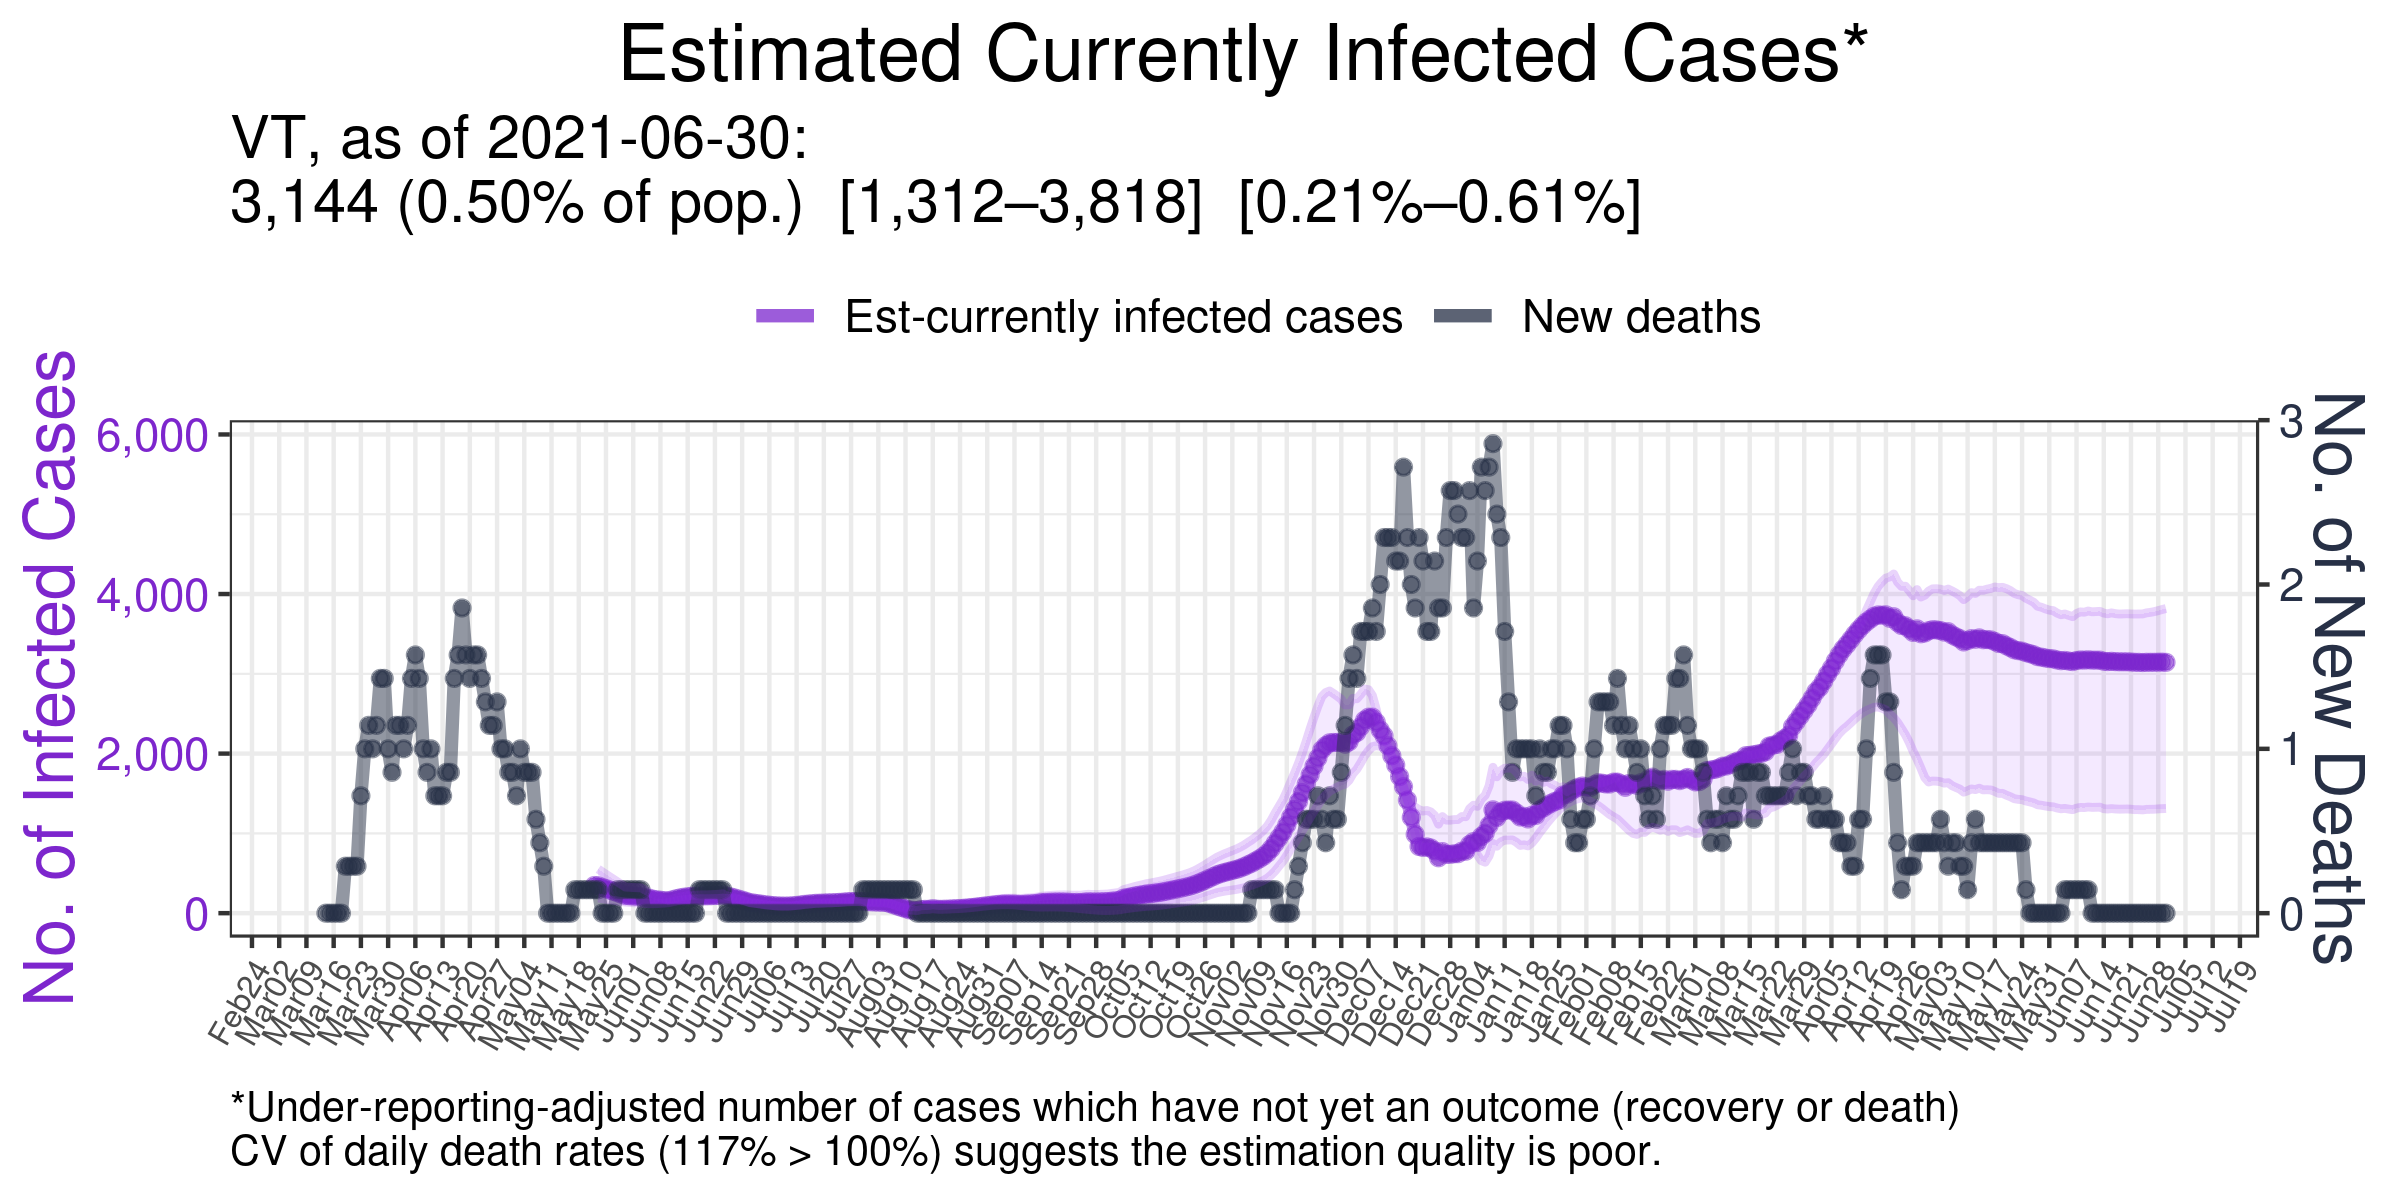 Estimated Currently Infected Cases*
VT, as of 2021-06-30:
3,144 (0.50% of pop.)  [1,312–3,818]  [0.21%–0.61%]
Est-currently infected cases
New deaths
No. of Infected Cases
6,000
4,000
2,000
0
3
2
1
0
No. of New Deaths
Feb24
Mar02
Mar09
Mar16
Mar23
Mar30
Apr06
Apr13
Apr20
Apr27
May04
May11
May18
May25
Jun01
Jun08
Jun15
Jun22
Jun29
Jul06
Jul13
Jul20
Jul27
Aug03
Aug10
Aug17
Aug24
Aug31
Sep07
Sep14
Sep21
Sep28
Oct05
Oct12
Oct19
Oct26
Nov02
Nov09
Nov16
Nov23
Nov30
Dec07
Dec14
Dec21
Dec28
Jan04
Jan11
Jan18
Jan25
Feb01
Feb08
Feb15
Feb22
Mar01
Mar08
Mar15
Mar22
Mar29
Apr05
Apr12
Apr19
Apr26
May03
May10
May17
May24
May31
Jun07
Jun14
Jun21
Jun28
Jul05
Jul12
Jul19
*Under-reporting-adjusted number of cases which have not yet an outcome (recovery or death)
CV of daily death rates (117% > 100%) suggests the estimation quality is poor.